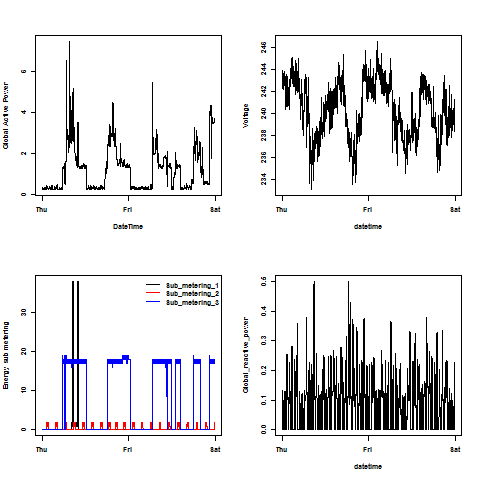 Global Active Power
0
2
4
6
Thu
Fri
Sat
DateTime
Voltage
234
236
238
240
242
244
246
Thu
Fri
Sat
datetime
Energy sub metering
0
10
20
30
Sub_metering_1
Sub_metering_2
Sub_metering_3
Thu
Fri
Sat
Global_reactive_power
0.0
0.1
0.2
0.3
0.4
0.5
Thu
Fri
Sat
datetime